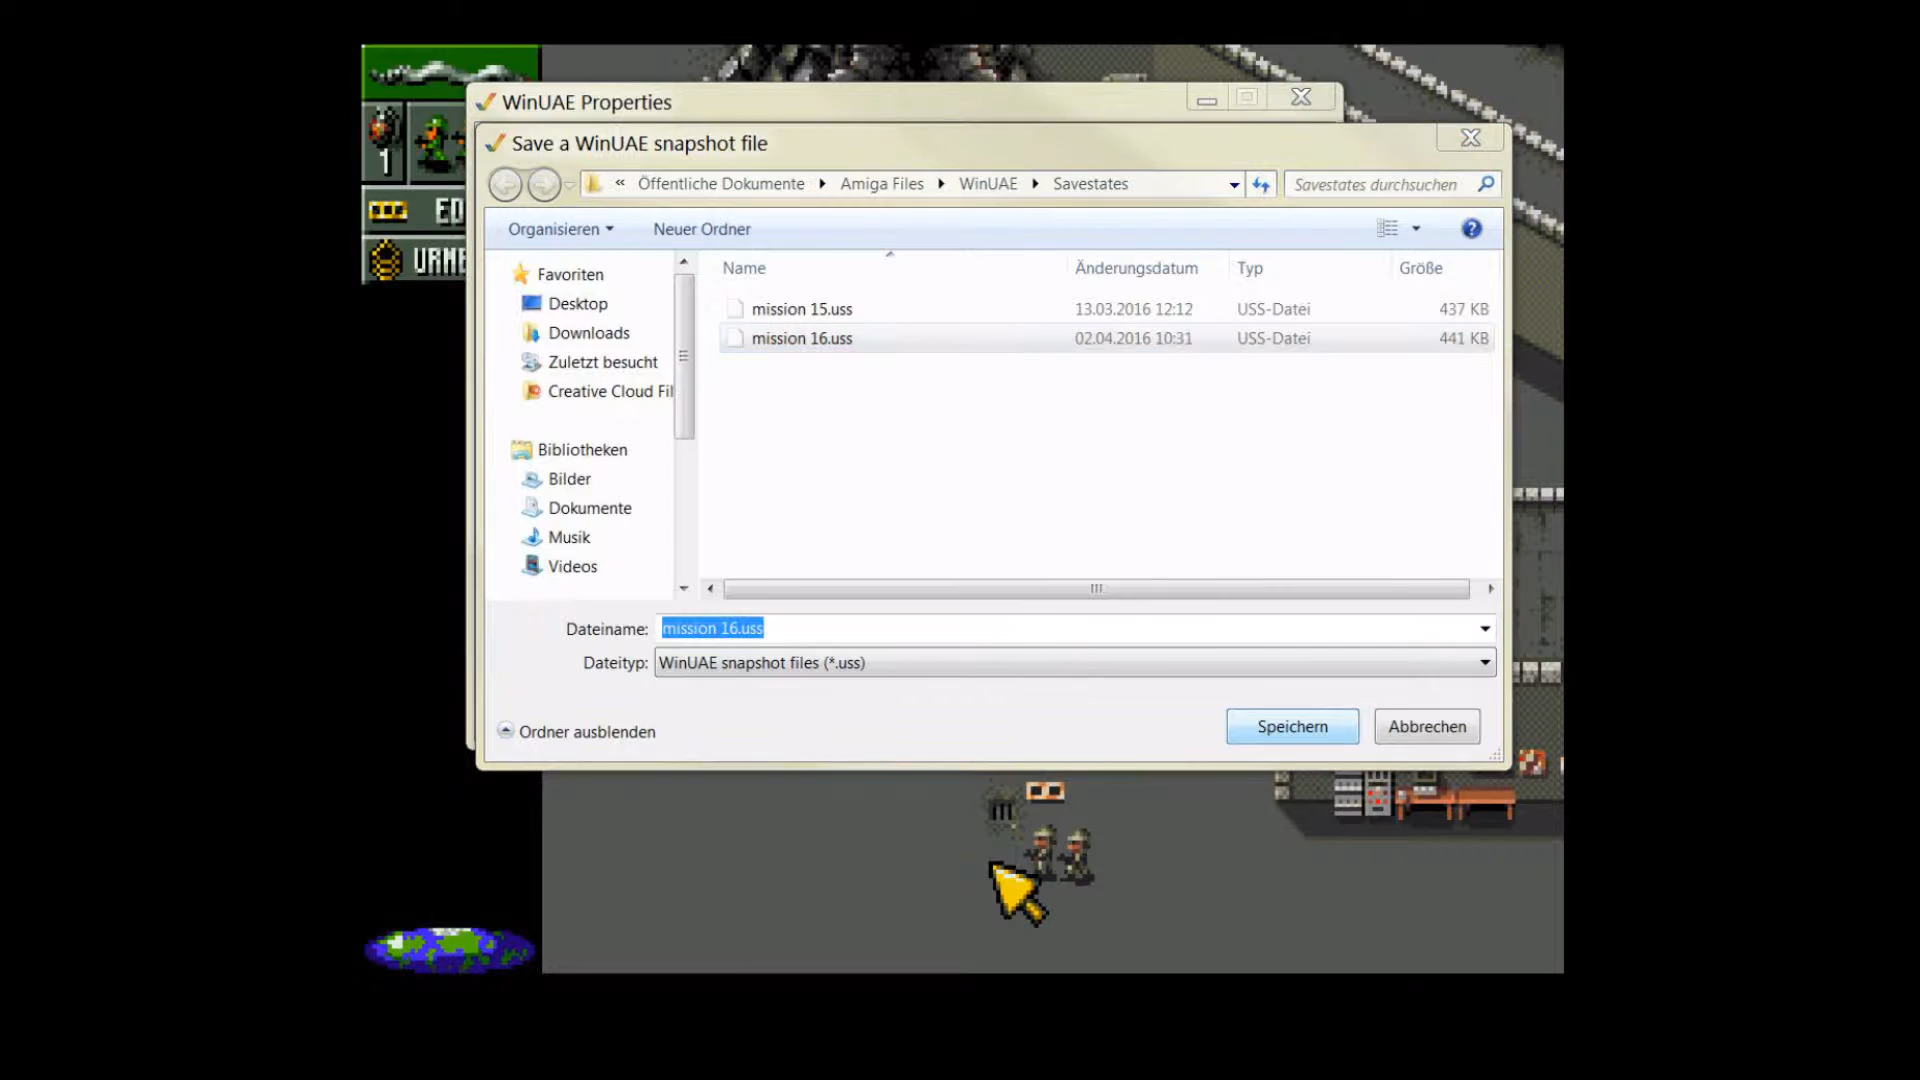 WinUAE Properties
Save a WinUAE snapshot file
« Öffentliche Dokumente Amiga Files WinUAE Savestates
Savestates durchsuchen
Organisieren Neuer Ordner
Favoriten
Desktop
Downloads
Zuletzt besucht
Creative Cloud Fil
Bibliotheken
Bilder
Dokumente
Musik
Videos
Name Änderungsdatum Typ Größe
mission 15.uss 13.03.2016 12:12 USS-Datei 437 KB
mission 16.uss 02.04.2016 10:31 USS-Datei 441 KB
Dateiname: mission 16.uss
Dateityp: WinUAE snapshot files (*.uss)
Ordner ausblenden
Speichern Abbrechen
1